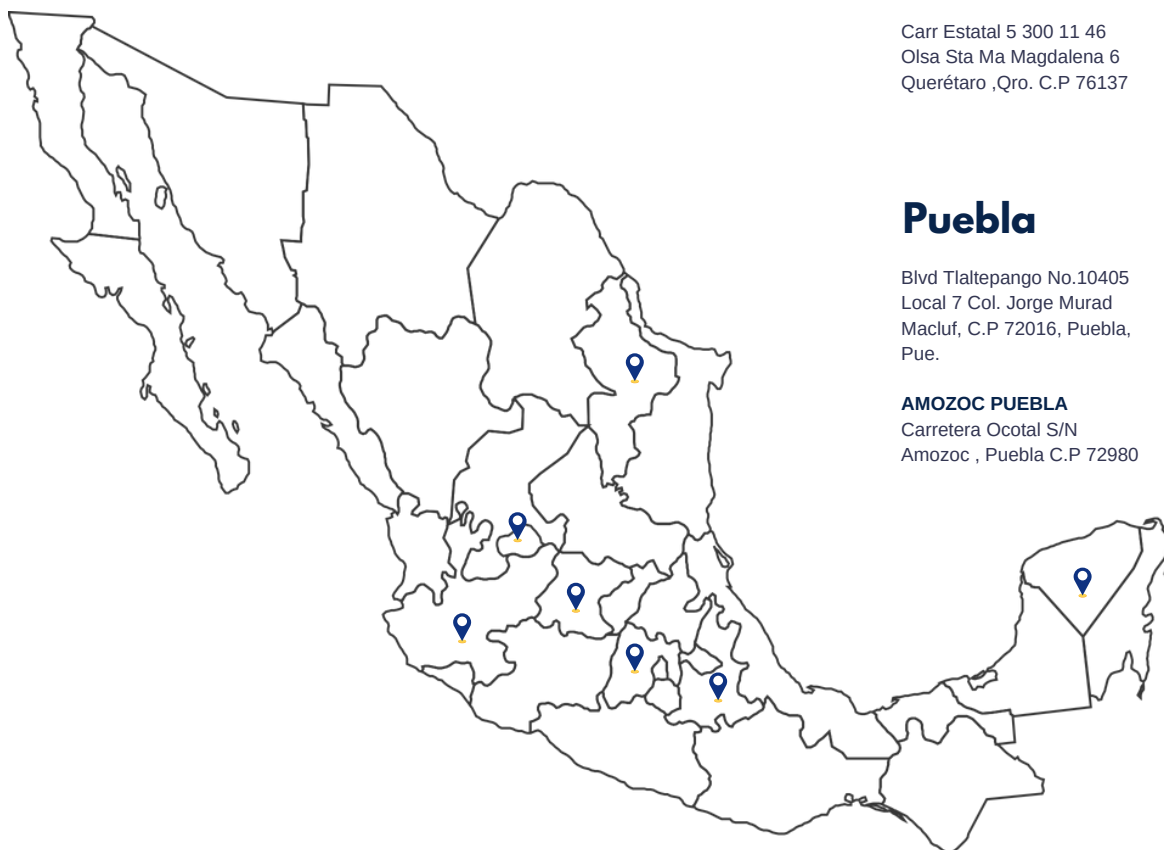 Carr Estatal 5 300 11 46
Olsa Sta Ma Magdalena 6
Querétaro ,Qro. C.P 76137
Puebla
Blvd Tlaltepango No.10405
Local 7 Col. Jorge Murad
Macluf, C.P 72016, Puebla,
Pue.
AMOZOC PUEBLA
Carretera Ocotal S/N
Amozoc , Puebla C.P 72980